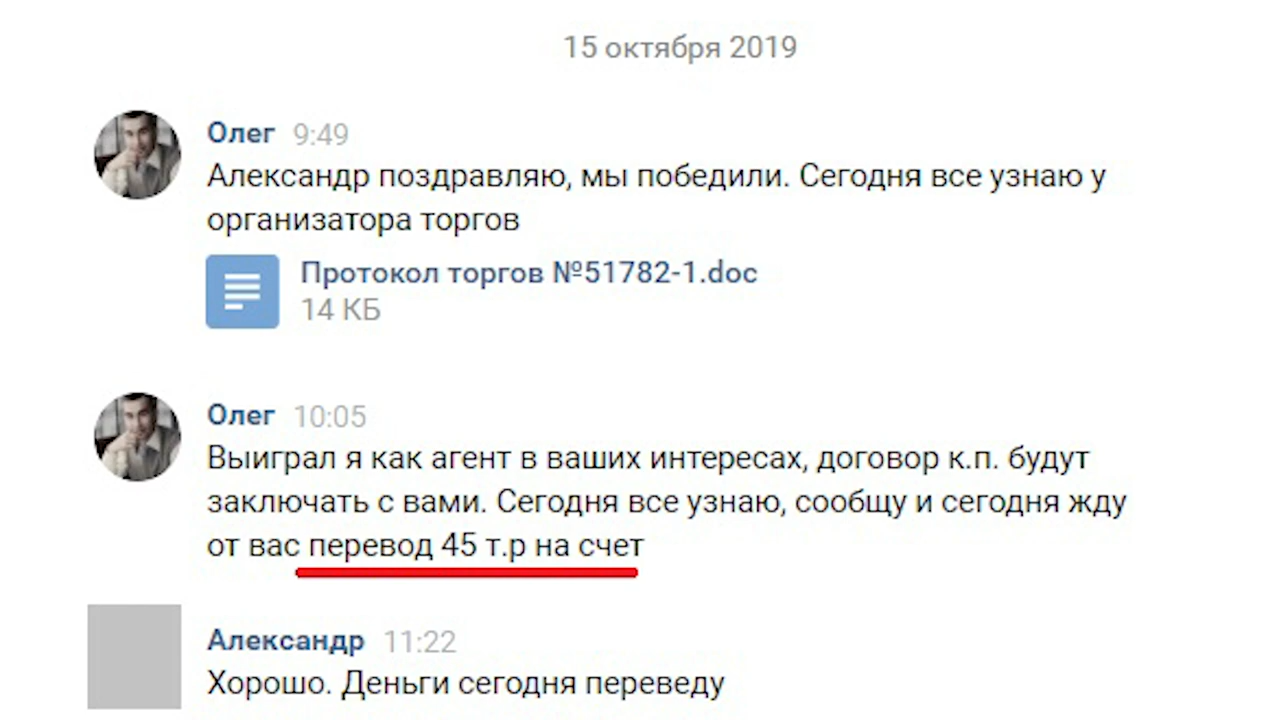 15 октября 2019
Олег 9:49
Александр поздравляю, мы победили. Сегодня все узнаю у
организатора торгов
Протокол торгов №51782-1.doc
14 КБ
Олег 10:05
Выиграл я как агент в ваших интересах, договор к.п. будут
заключать с вами. Сегодня все узнаю, сообщу и сегодня жду
от вас перевод 45 т.р на счет
Александр 11:22
Хорошо. Деньги сегодня переведу